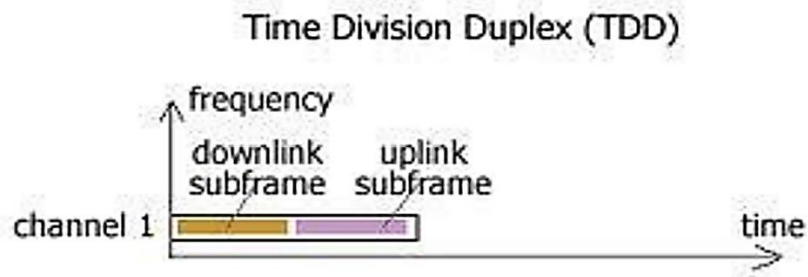 Time Division Duplex (TDD)
frequency
downlink
subframe
uplink
subframe
channel 1
time